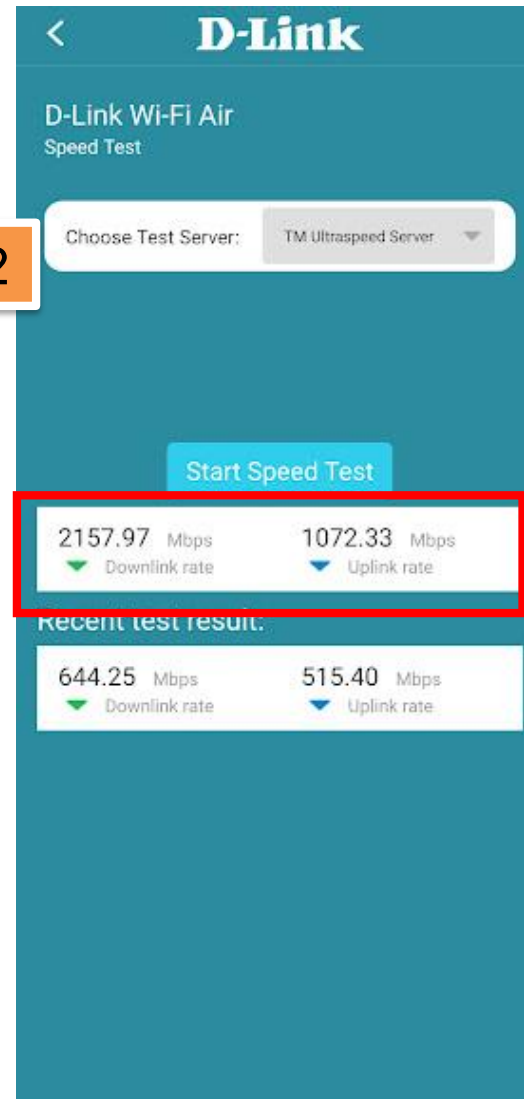 D-Link
D-Link Wi-Fi Air
Speed Test
Choose Test Server: TM Ultraspeed Server
2
Start Speed Test
2157.97 Mbps 1072.33 Mbps
Downlink rate Uplink rate
Recent test result:
644.25 Mbps 515.40 Mbps
Downlink rate Uplink rate